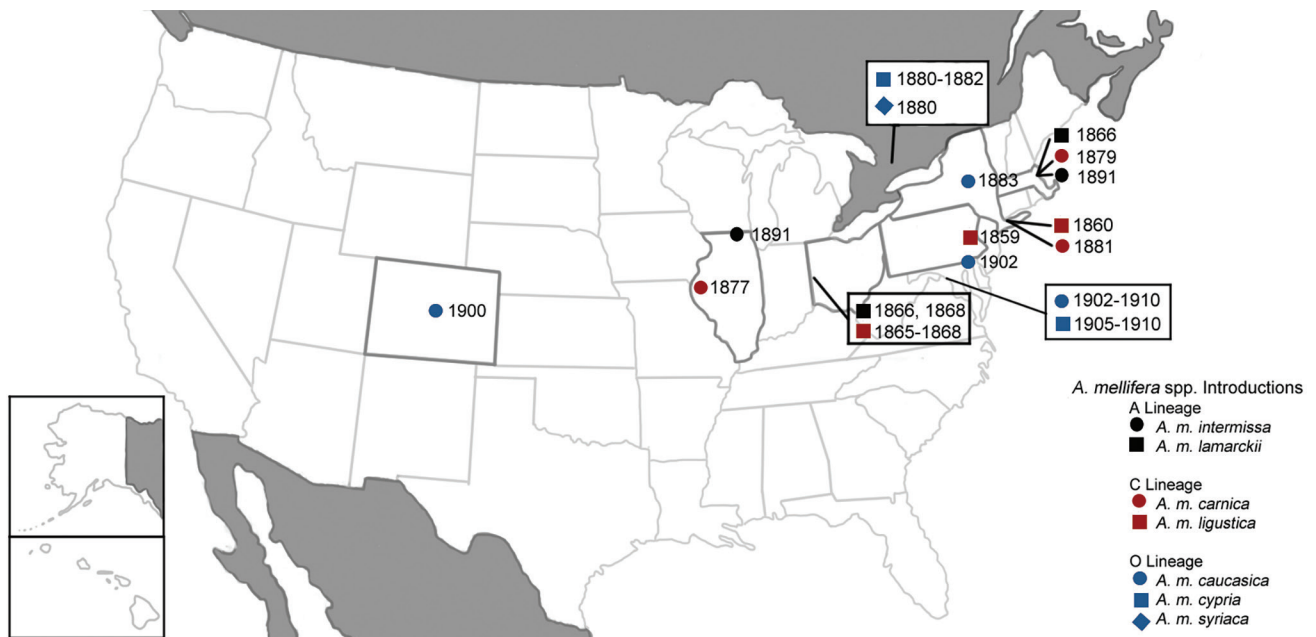 1880-1882
1880
1866
1879
1891
1883
1860
1881
1859
1902
1891
1877
1900
1866, 1868
1865-1868
1902-1910
1905-1910
A. mellifera spp. Introductions
A Lineage
A. m. intermissa
A. m. lamarckii
C Lineage
A. m. carnica
A. m. ligustica
O Lineage
A. m. caucasica
A. m. cypria
A. m. syriaca